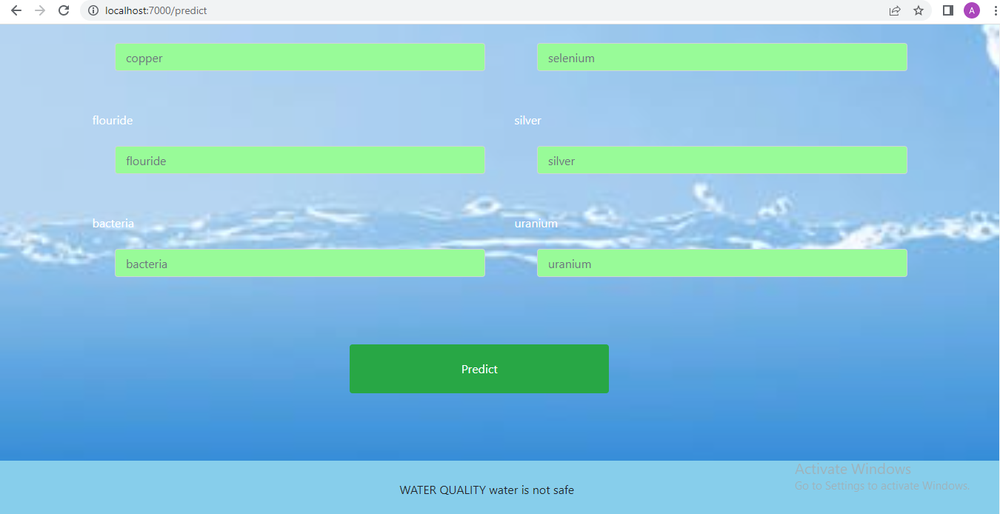 localhost:7000/predict
A
copper
selenium
flouride
silver
flouride
silver
bacteria
uranium
bacteria
uranium
Predict
Activate Windows
Go to Settings to activate Windows.
WATER QUALITY water is not safe